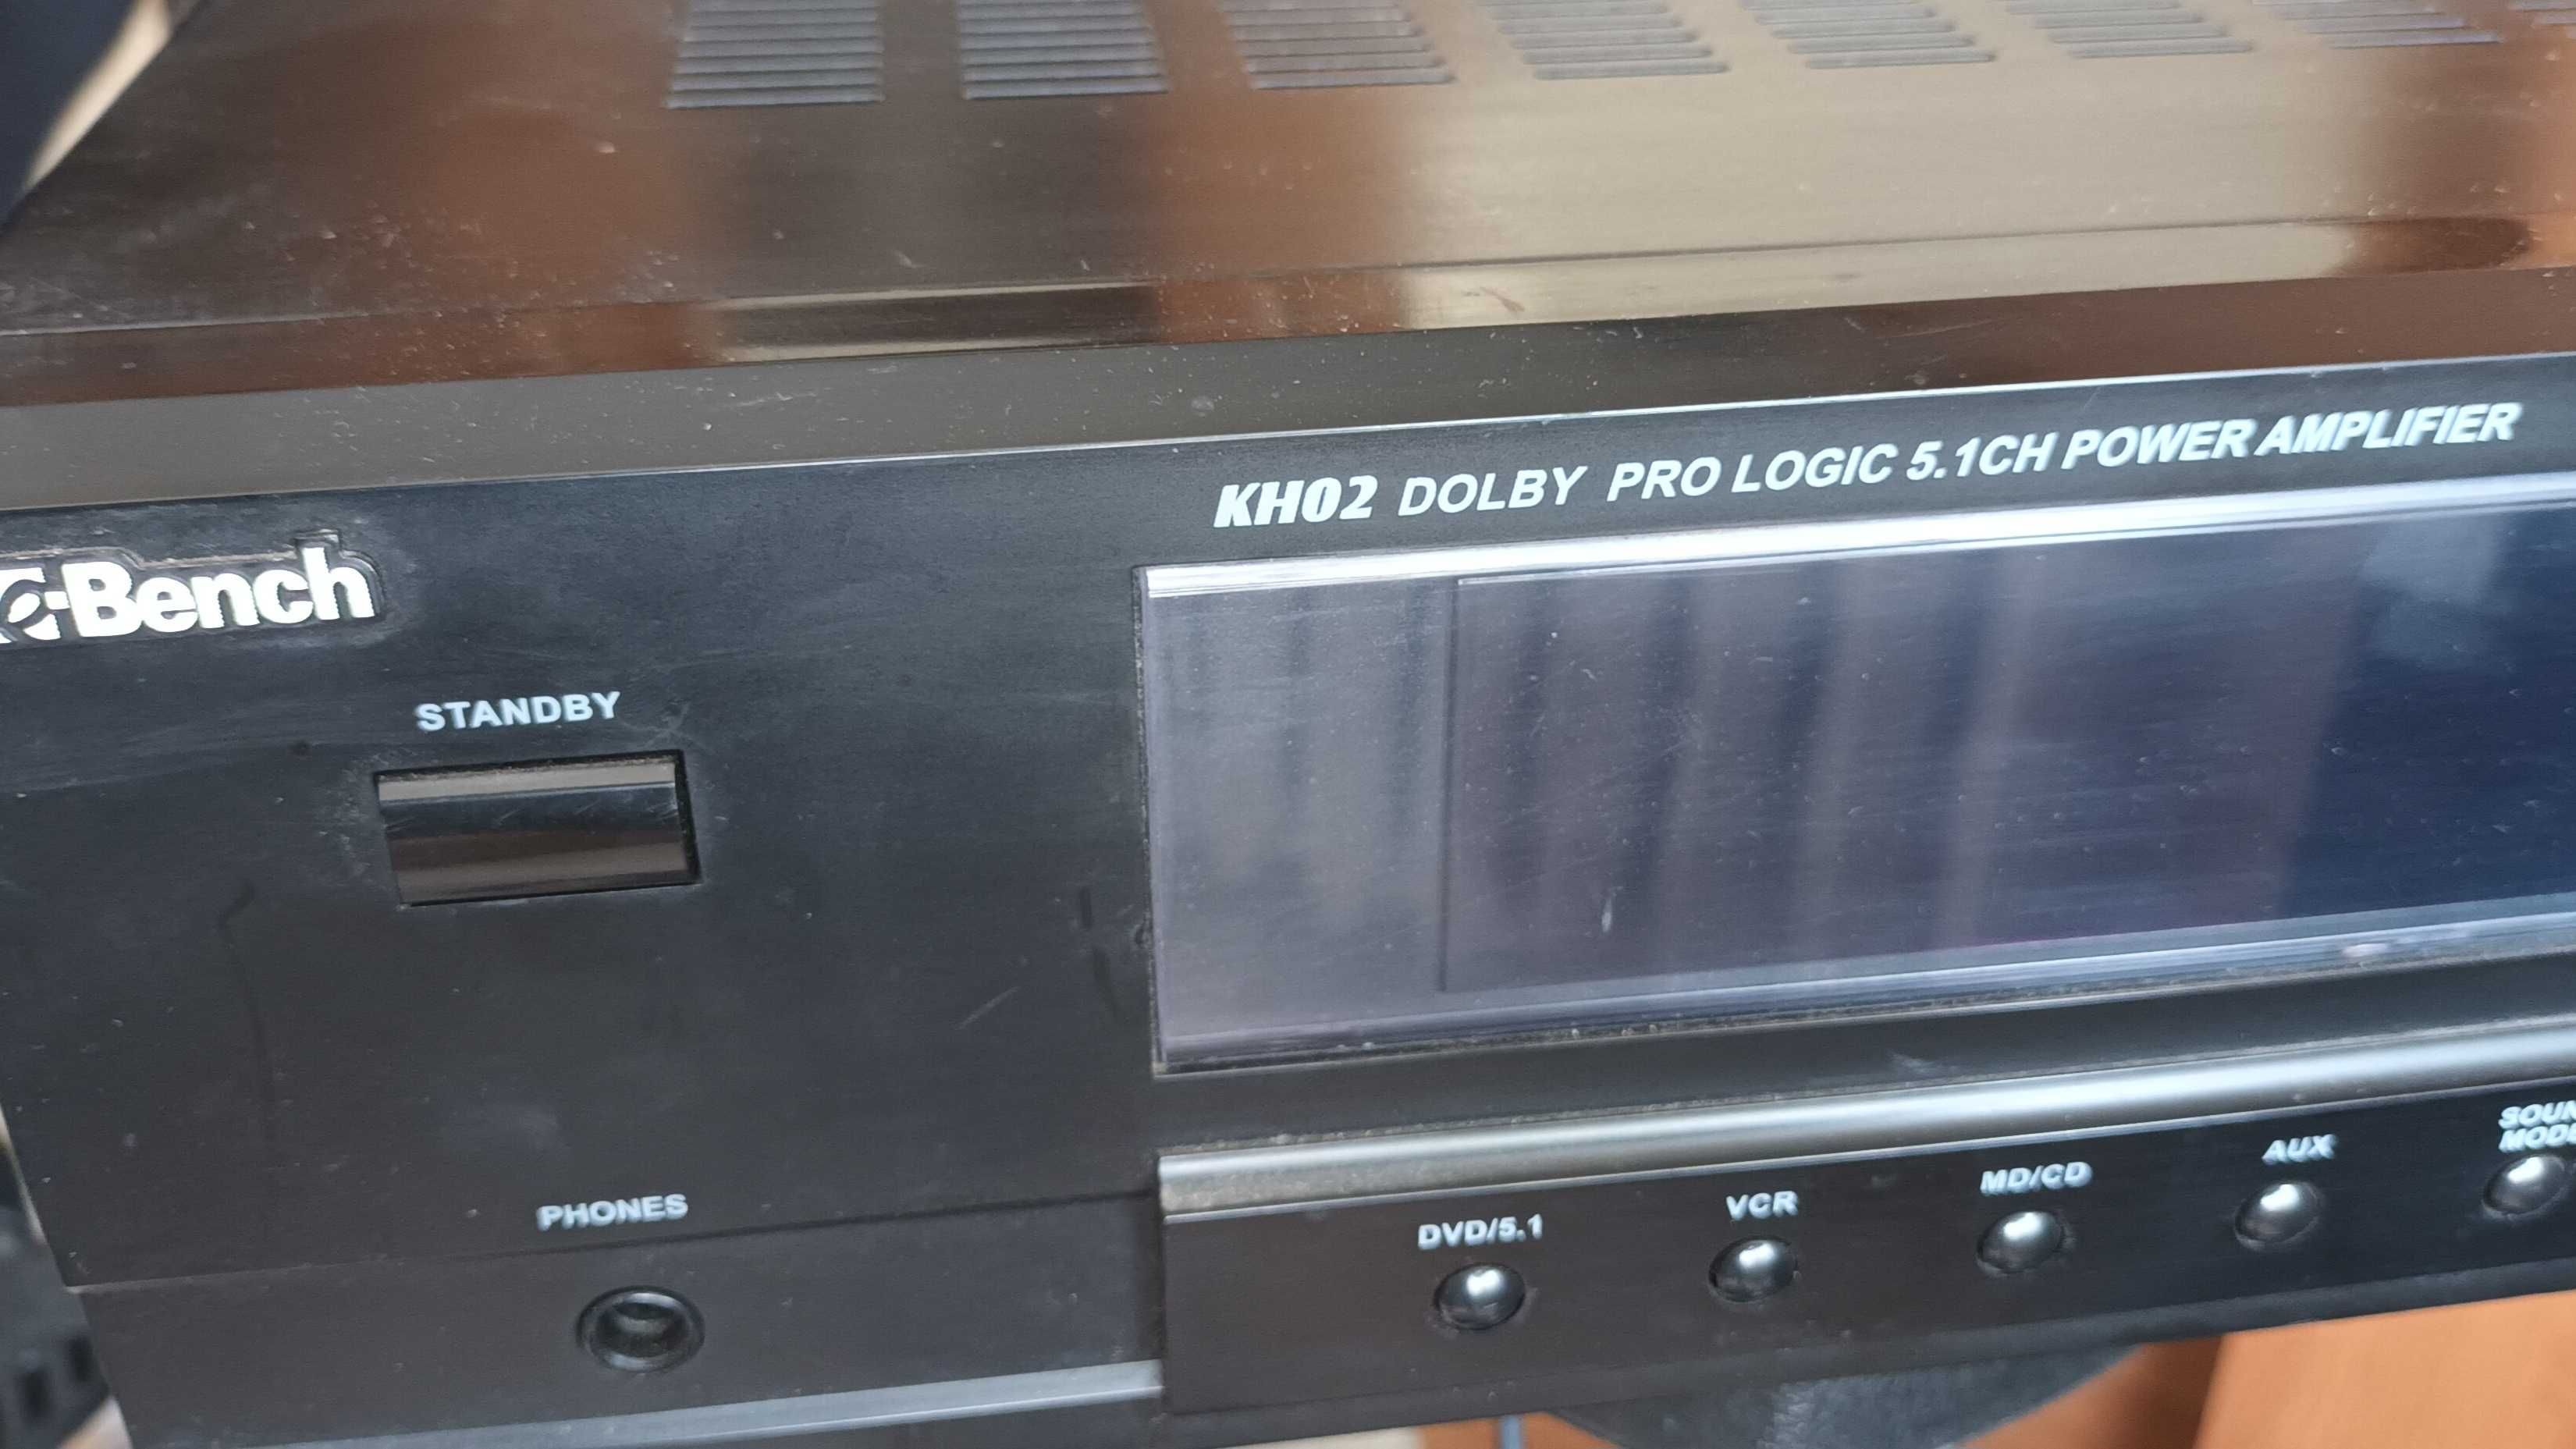 KH02 DOLBY PRO LOGIC 5.1CH POWER AMPLIFIER
-Bench
STANDBY
PHONES
DVD/5.1
VCR
MD/CD
AUX